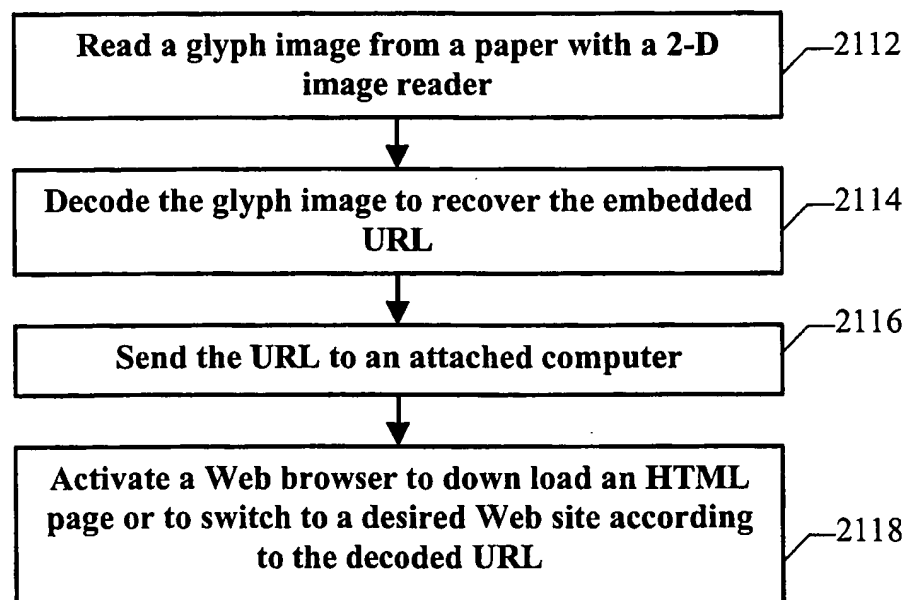 Read a glyph image from a paper with a 2-D
image reader
2112
Decode the glyph image to recover the embedded
URL
2114
Send the URL to an attached computer
2116
Activate a Web browser to down load an HTML
page or to switch to a desired Web site according
to the decoded URL
2118